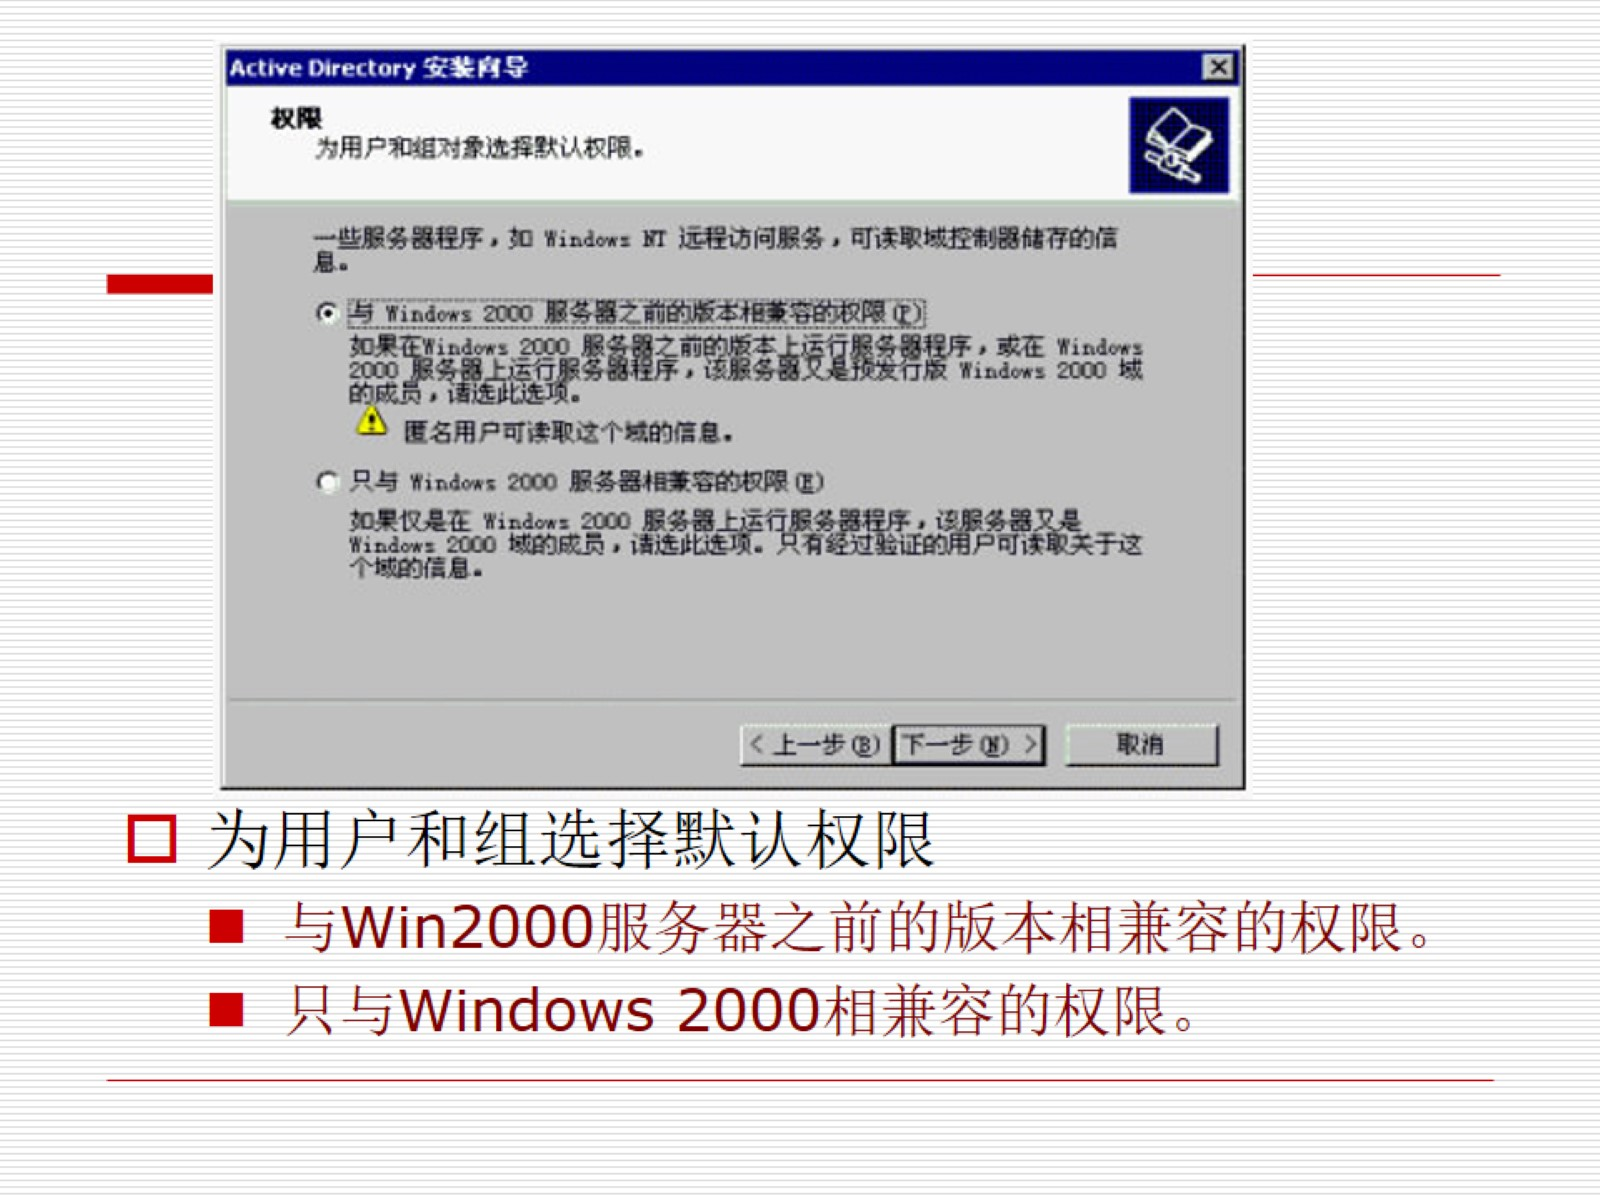 Active Directory 安装向导
权限
为用户和组对象选择默认权限。
一些服务器程序，如 Windows NT 远程访问服务，可读取域控制器储存的信
息。
与 Windows 2000 服务器之前的版本相兼容的权限(P)
如果在Windows 2000 服务器之前的版本上运行服务器程序，或在 Windows
2000 服务器上运行服务器程序，该服务器又是预发行版 Windows 2000 域
的成员，请选此选项。
匿名用户可读取这个域的信息。
只与 Windows 2000 服务器相兼容的权限(E)
如果仅是在 Windows 2000 服务器上运行服务器程序，该服务器又是
Windows 2000 域的成员，请选此选项。只有经过验证的用户可读取关于这
个域的信息。
< 上一步(B) 下一步(N) > 取消
为用户和组选择默认权限
与Win2000服务器之前的版本相兼容的权限。
只与Windows 2000相兼容的权限。